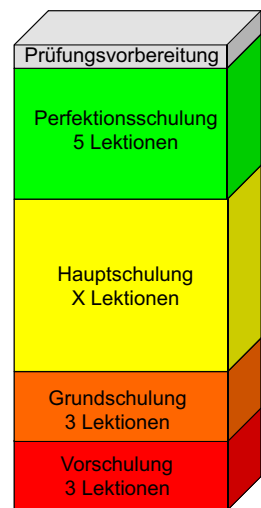 Prüfungsvorbereitung
Perfektionsschulung
5 Lektionen
Hauptschulung
X Lektionen
Grundschulung
3 Lektionen
Vorschulung
3 Lektionen